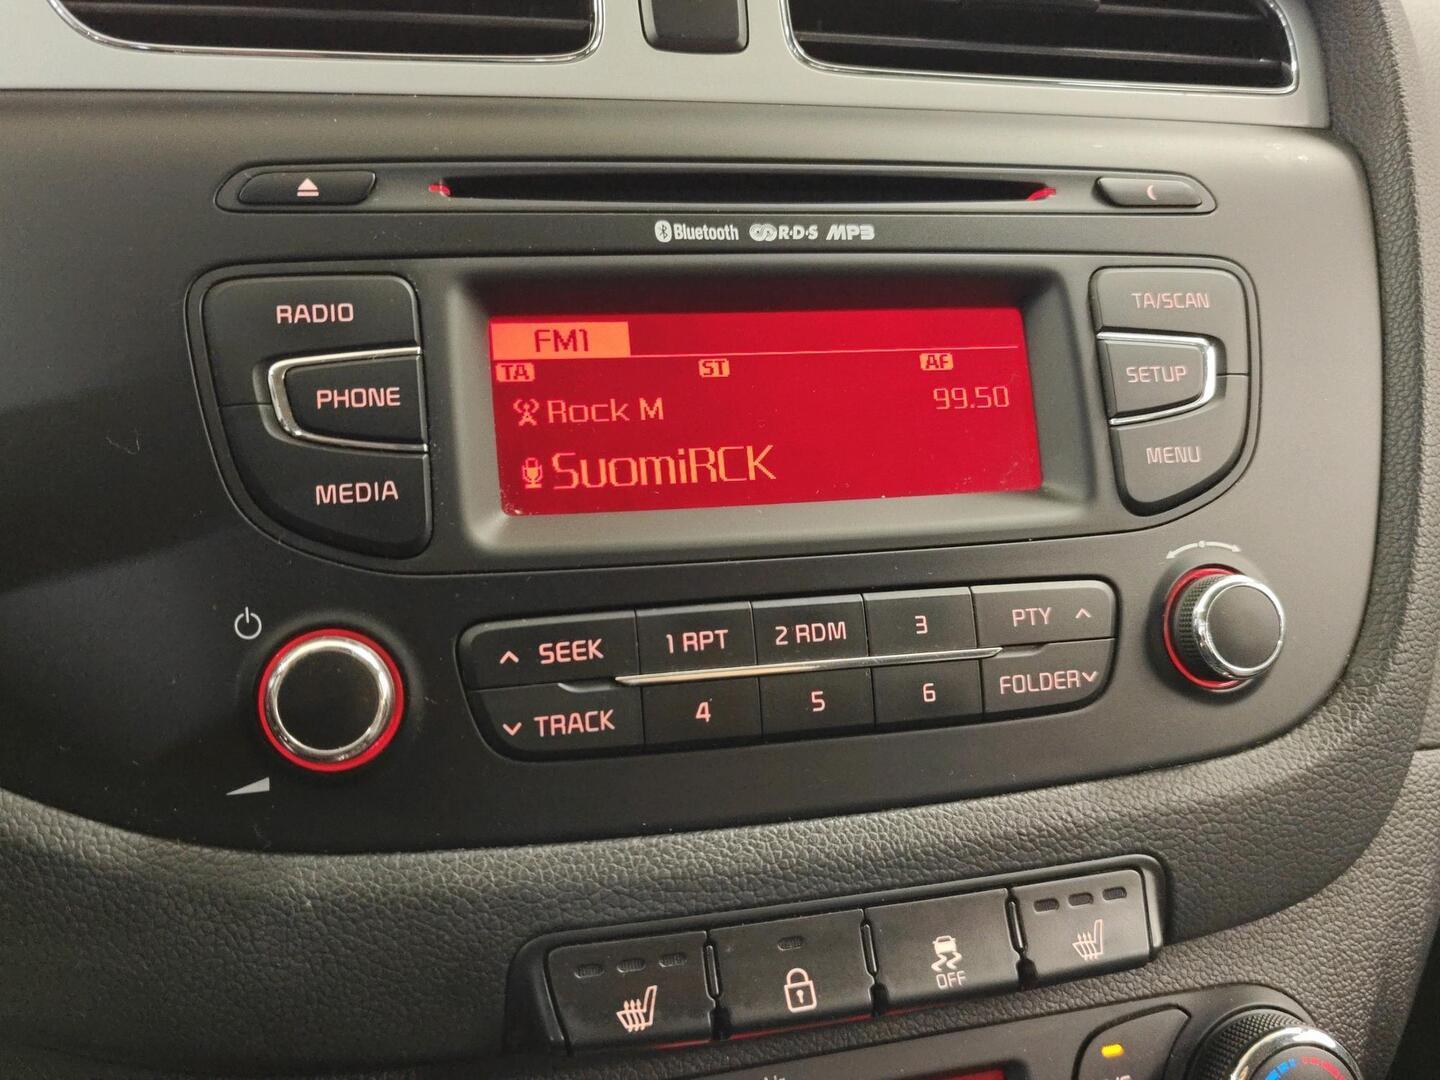 Bluetooth R·D·S MP3
RADIO
PHONE
MEDIA
FM1
TA ST AF
Rock M 99.50
SuomiRCK
TA/SCAN
SETUP
MENU
SEEK 1 RPT 2 RDM 3 PTY
TRACK 4 5 6 FOLDER
OFF